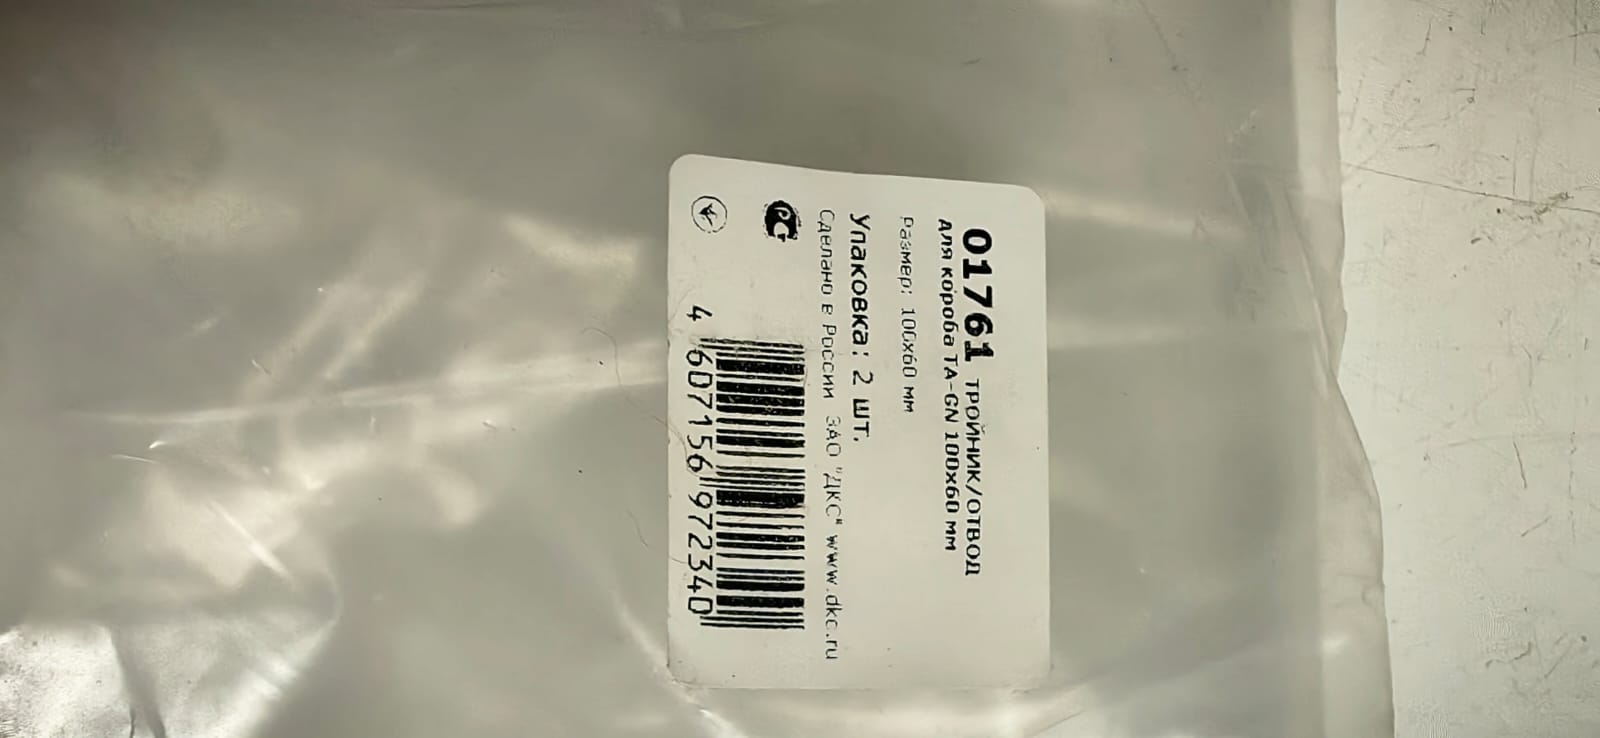 01761 ТРОЙНИК/ОТВОД
для короба TA-GN 100x60 мм
Размер: 100x60 мм
Упаковка: 2 шт.
Сделано в России ЗАО "ДКС" www.dkc.ru
РСТ
4 607156 972340